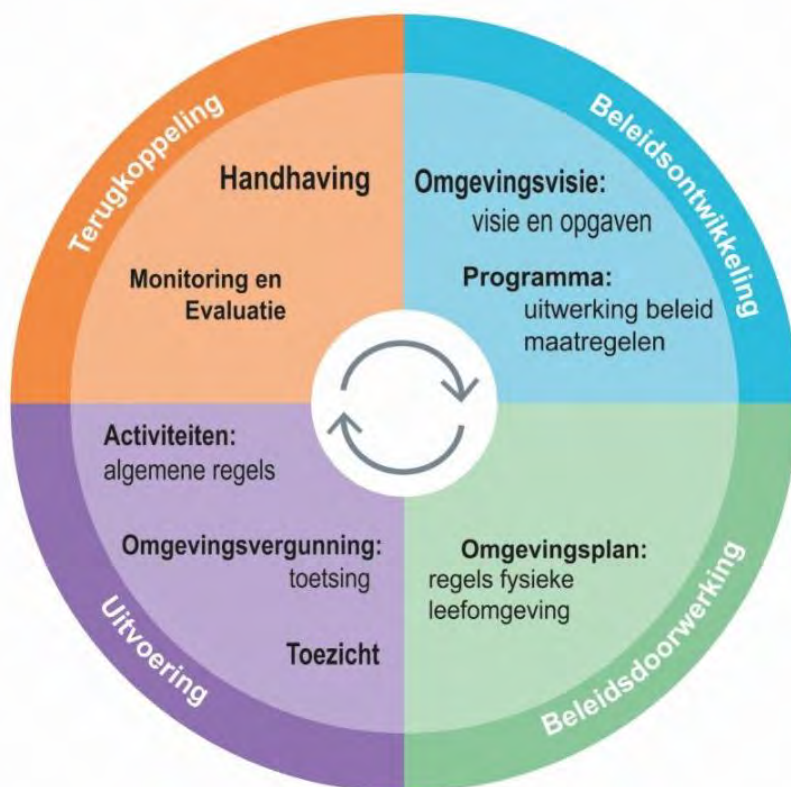 Terugkoppeling
Handhaving
Monitoring en
Evaluatie
Beleidsontwikkeling
Omgevingsvisie:
visie en opgaven
Programma:
uitwerking beleid
maatregelen
Uitvoering
Activiteiten:
algemene regels
Omgevingsvergunning:
toetsing
Toezicht
Beleidsdoorwerking
Omgevingsplan:
regels fysieke
leefomgeving